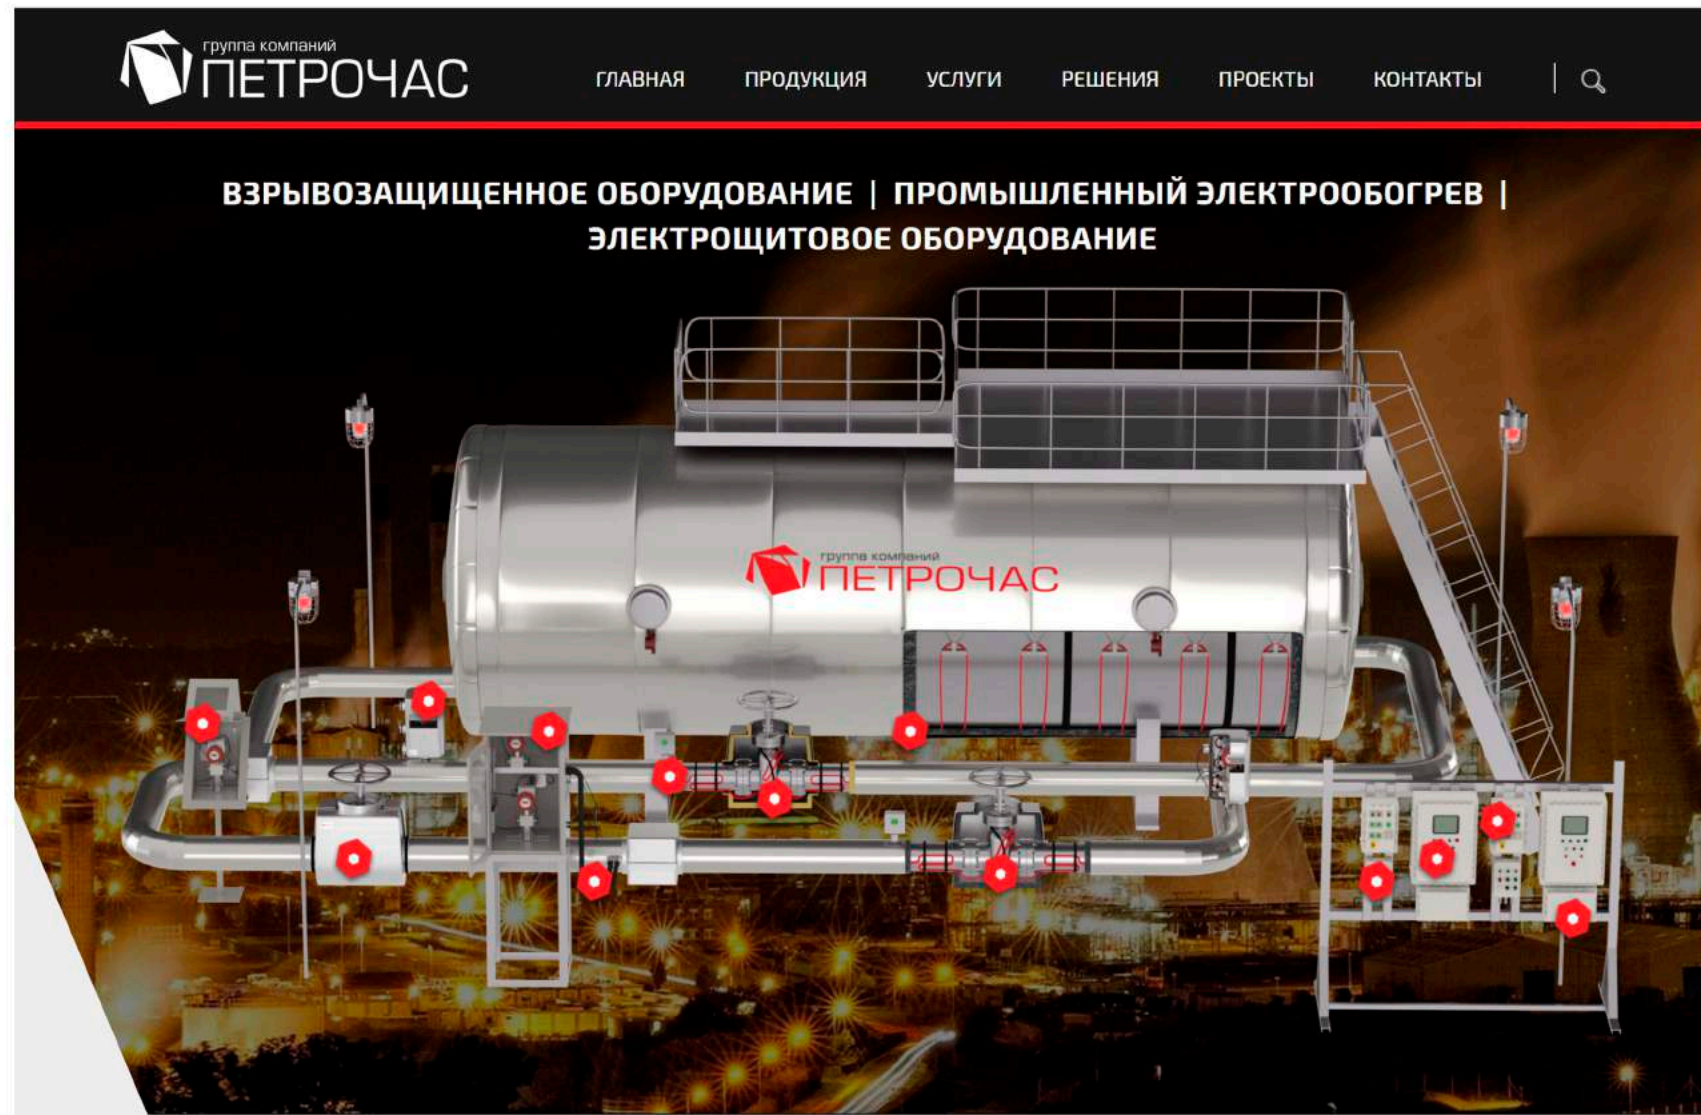 группа компаний
ПЕТРОЧАС
ГЛАВНАЯ ПРОДУКЦИЯ УСЛУГИ РЕШЕНИЯ ПРОЕКТЫ КОНТАКТЫ
ВЗРЫВОЗАЩИЩЕННОЕ ОБОРУДОВАНИЕ | ПРОМЫШЛЕННЫЙ ЭЛЕКТРООБОГРЕВ |
ЭЛЕКТРОЩИТОВОЕ ОБОРУДОВАНИЕ
группа компаний
ПЕТРОЧАС